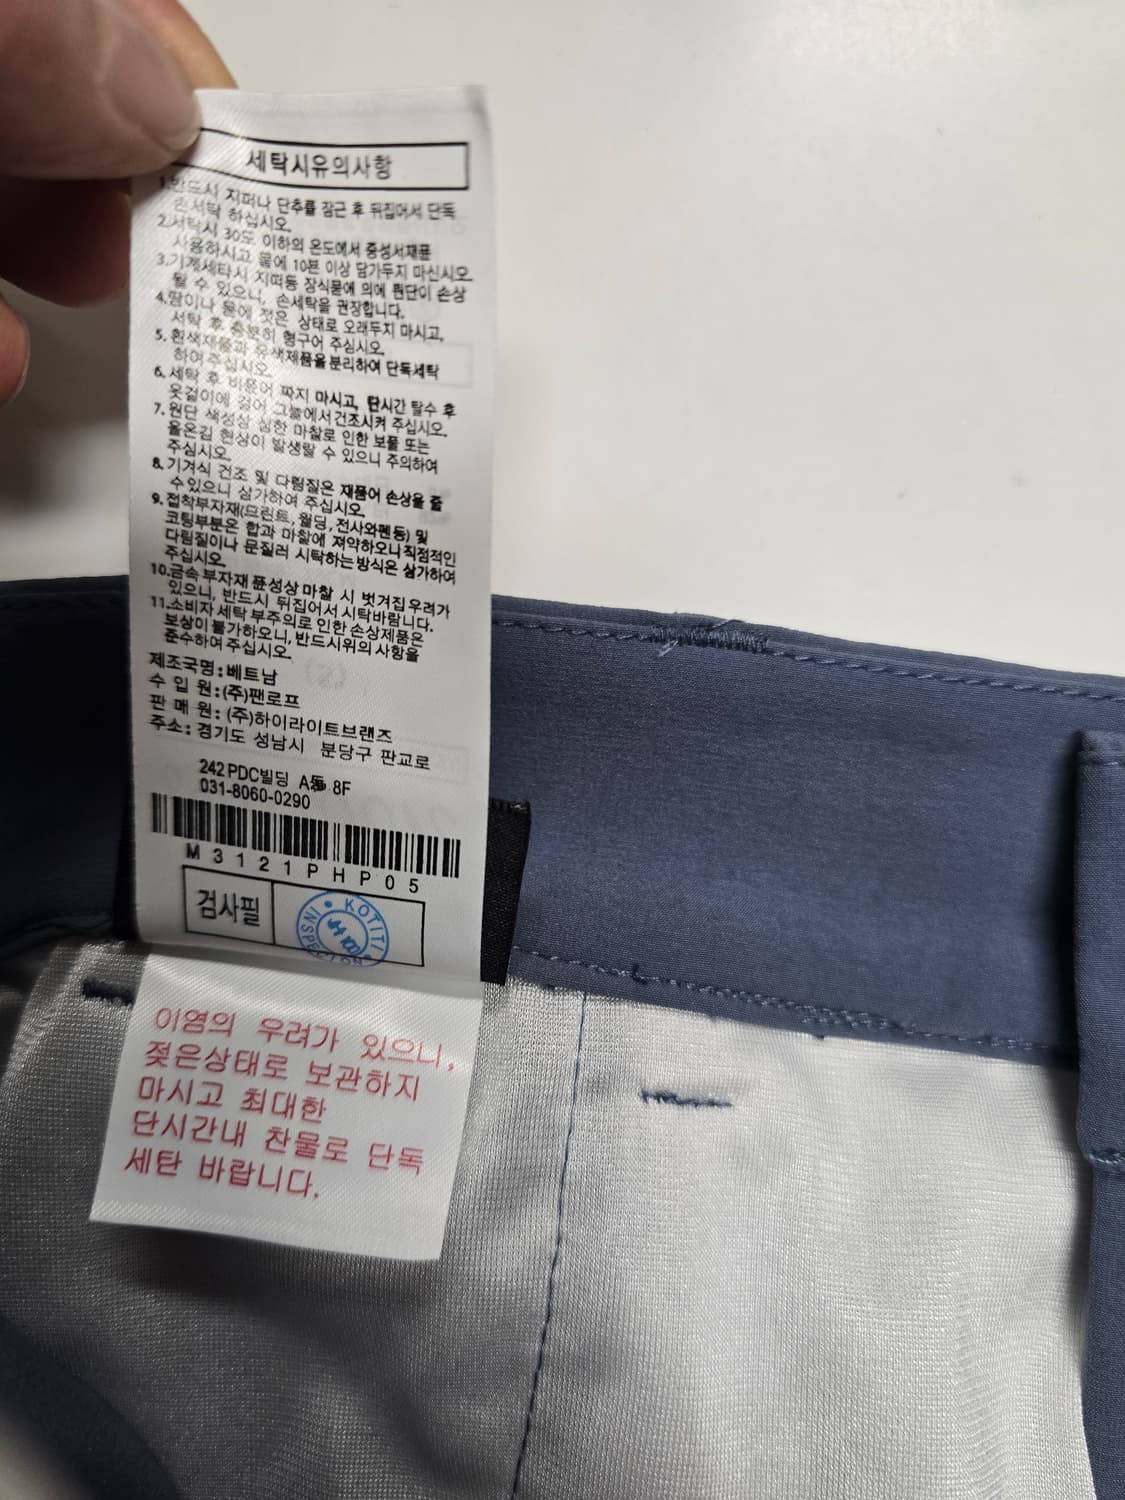 세탁시유의사항
1.반드시 지퍼나 단추를 잠근 후 뒤집어서 단독
손세탁 하십시오.
2.세탁시 30도 이하의 온도에서 중성세제를
사용하시고 물에 10분 이상 담가두지 마십시오.
3.기계세탁시 지퍼등 장식물에 의해 원단이 손상
될 수 있으니, 손세탁을 권장합니다.
4.땀이나 물에 젖은 상태로 오래두지 마시고,
세탁 후 충분히 헹구어 주십시오.
5.흰색제품과 유색제품을분리하여 단독세탁
하여주십시오.
6.세탁 후 비틀어 짜지 마시고, 단시간 탈수 후
옷걸이에 걸어 그늘에서건조시켜 주십시오.
7.원단 색성상 심한 마찰로 인한 보풀 또는
올온김 현상이 발생할 수 있으니 주의하여
주십시오.
8.기계식 건조 및 다림질은 재품어 손상을 줄
수있으니 삼가하여 주십시오.
9.접착부자재(프린트,웰딩,전사와펜등) 및
코팅부분은 합과 마찰에 취약하오니직접적인
다림질이나 문질러 시탁하는방식은 삼가하여
주십시오.
10.금속부자재 특성상 마찰 시 벗겨짐우려가
있으니, 반드시 뒤집어서 시탁바랍니다.
11.소비자 세탁 부주의로 인한 손상제품은
보상이 불가하오니,반드시위의사항을
준수하여주십시오.
제조국명:베트남
수 입 원:(주)팬로프
판 매 원:(주)하이라이트브랜즈
주소: 경기도 성남시 분당구 판교로
242 PDC빌딩 A동 8F
031-8060-0290
M3121PHP05
검사필
KOTITI
INSPECTION
이염의 우려가 있으니,
젖은상태로 보관하지
마시고 최대한
단시간내 찬물로 단독
세탄 바랍니다.